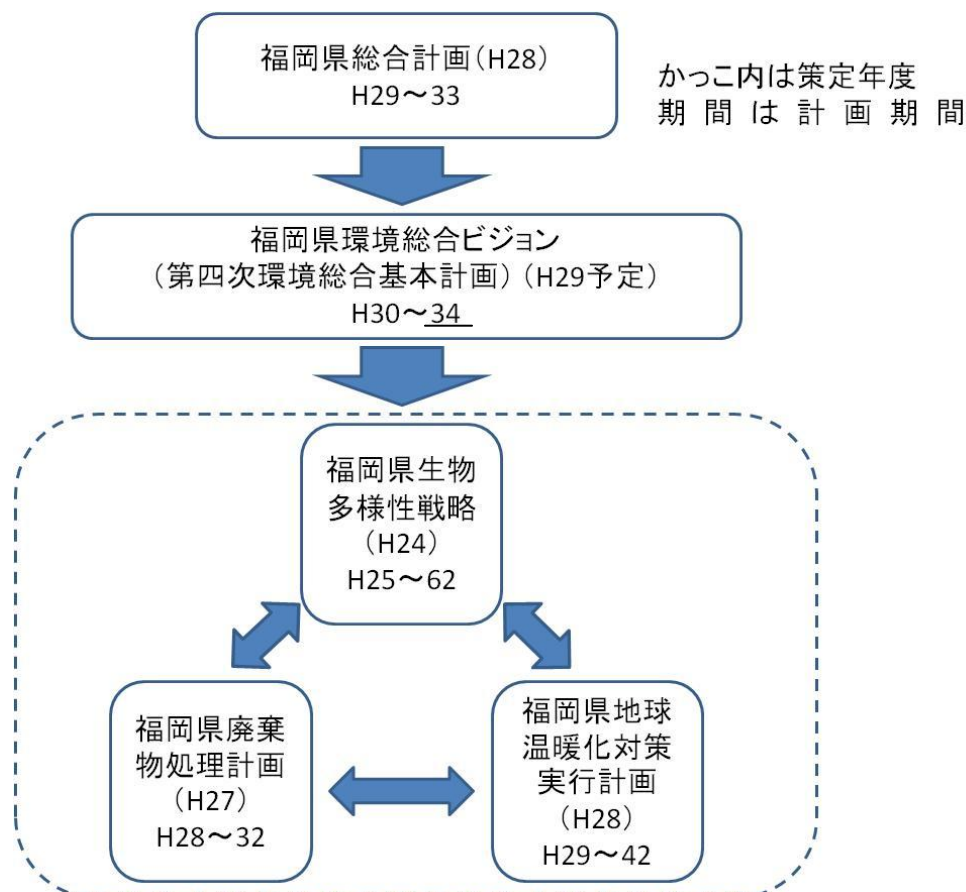 福岡県総合計画(H28)
H29～33
かっこ内は策定年度
期間は計画期間
福岡県環境総合ビジョン
(第四次環境総合基本計画)(H29予定)
H30～34
福岡県生物
多様性戦略
(H24)
H25～62
福岡県廃棄
物処理計画
(H27)
H28～32
福岡県地球
温暖化対策
実行計画
(H28)
H29～42